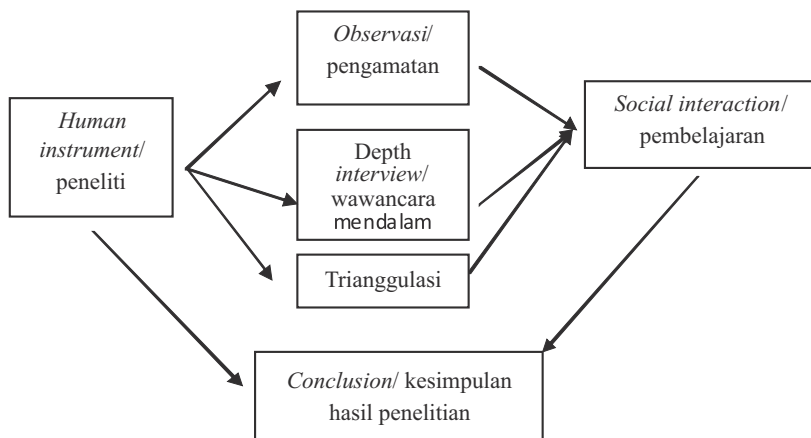 Human
instrument/
peneliti
Observasi/
pengamatan
Depth
interview/
wawancara
mendalam
Trianggulasi
Social interaction/
pembelajaran
Conclusion/ kesimpulan
hasil penelitian